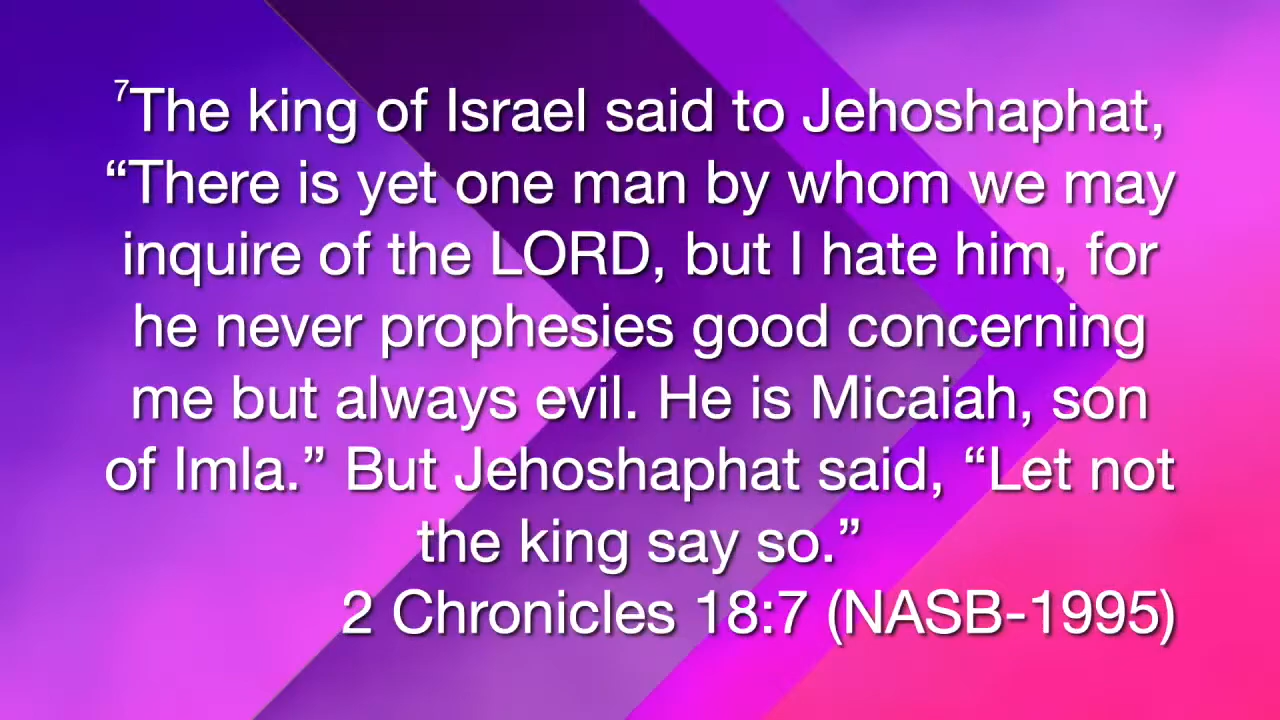 ⁷The king of Israel said to Jehoshaphat,
“There is yet one man by whom we may
inquire of the LORD, but I hate him, for
he never prophesies good concerning
me but always evil. He is Micaiah, son
of Imla.” But Jehoshaphat said, “Let not
the king say so.”
2 Chronicles 18:7 (NASB-1995)